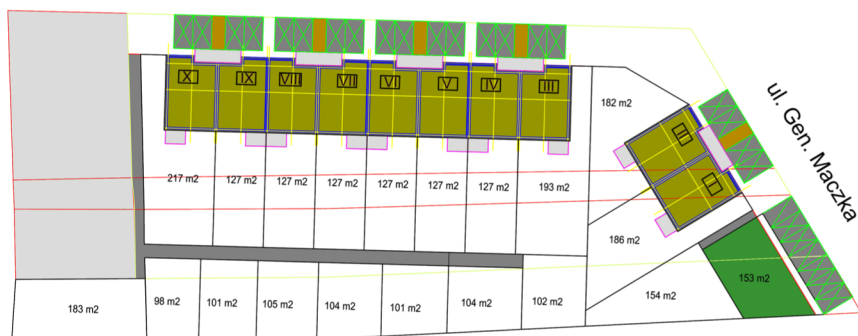 X IX VIII VII VI V IV III
182 m2
II
I
ul. Gen. Maczka
217 m2 127 m2 127 m2 127 m2 127 m2 127 m2 127 m2 193 m2
186 m2
153 m2
183 m2 98 m2 101 m2 105 m2 104 m2 101 m2 104 m2 102 m2 154 m2